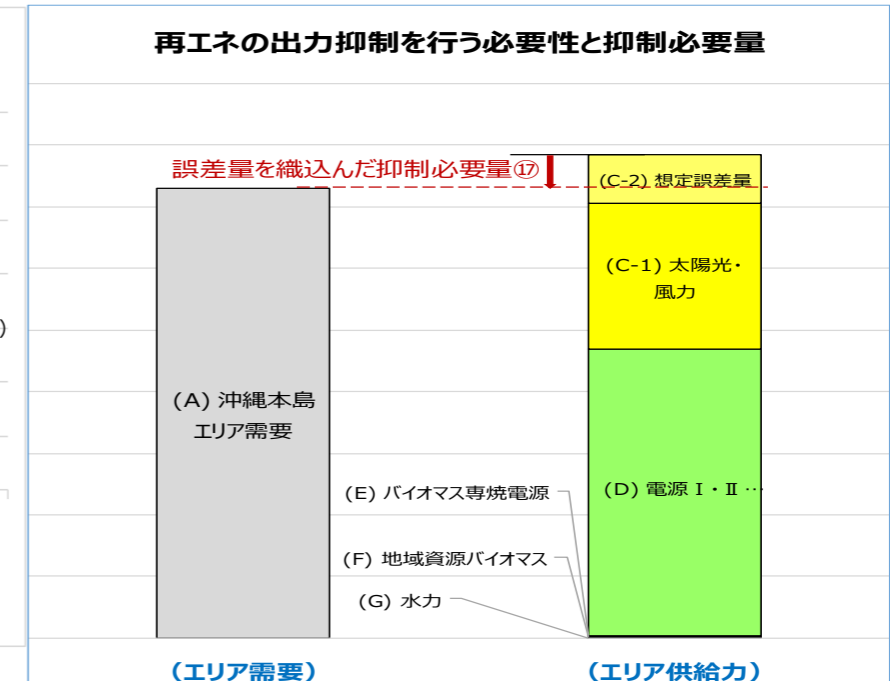 再エネの出力抑制を行う必要性と抑制必要量
誤差量を織込んだ抑制必要量⑰
(C-2) 想定誤差量
(C-1) 太陽光・
風力
)
(A) 沖縄本島
エリア需要
(E) バイオマス専焼電源
(D) 電源Ⅰ・Ⅱ…
(F) 地域資源バイオマス
(G) 水力
(エリア需要)
(エリア供給力)